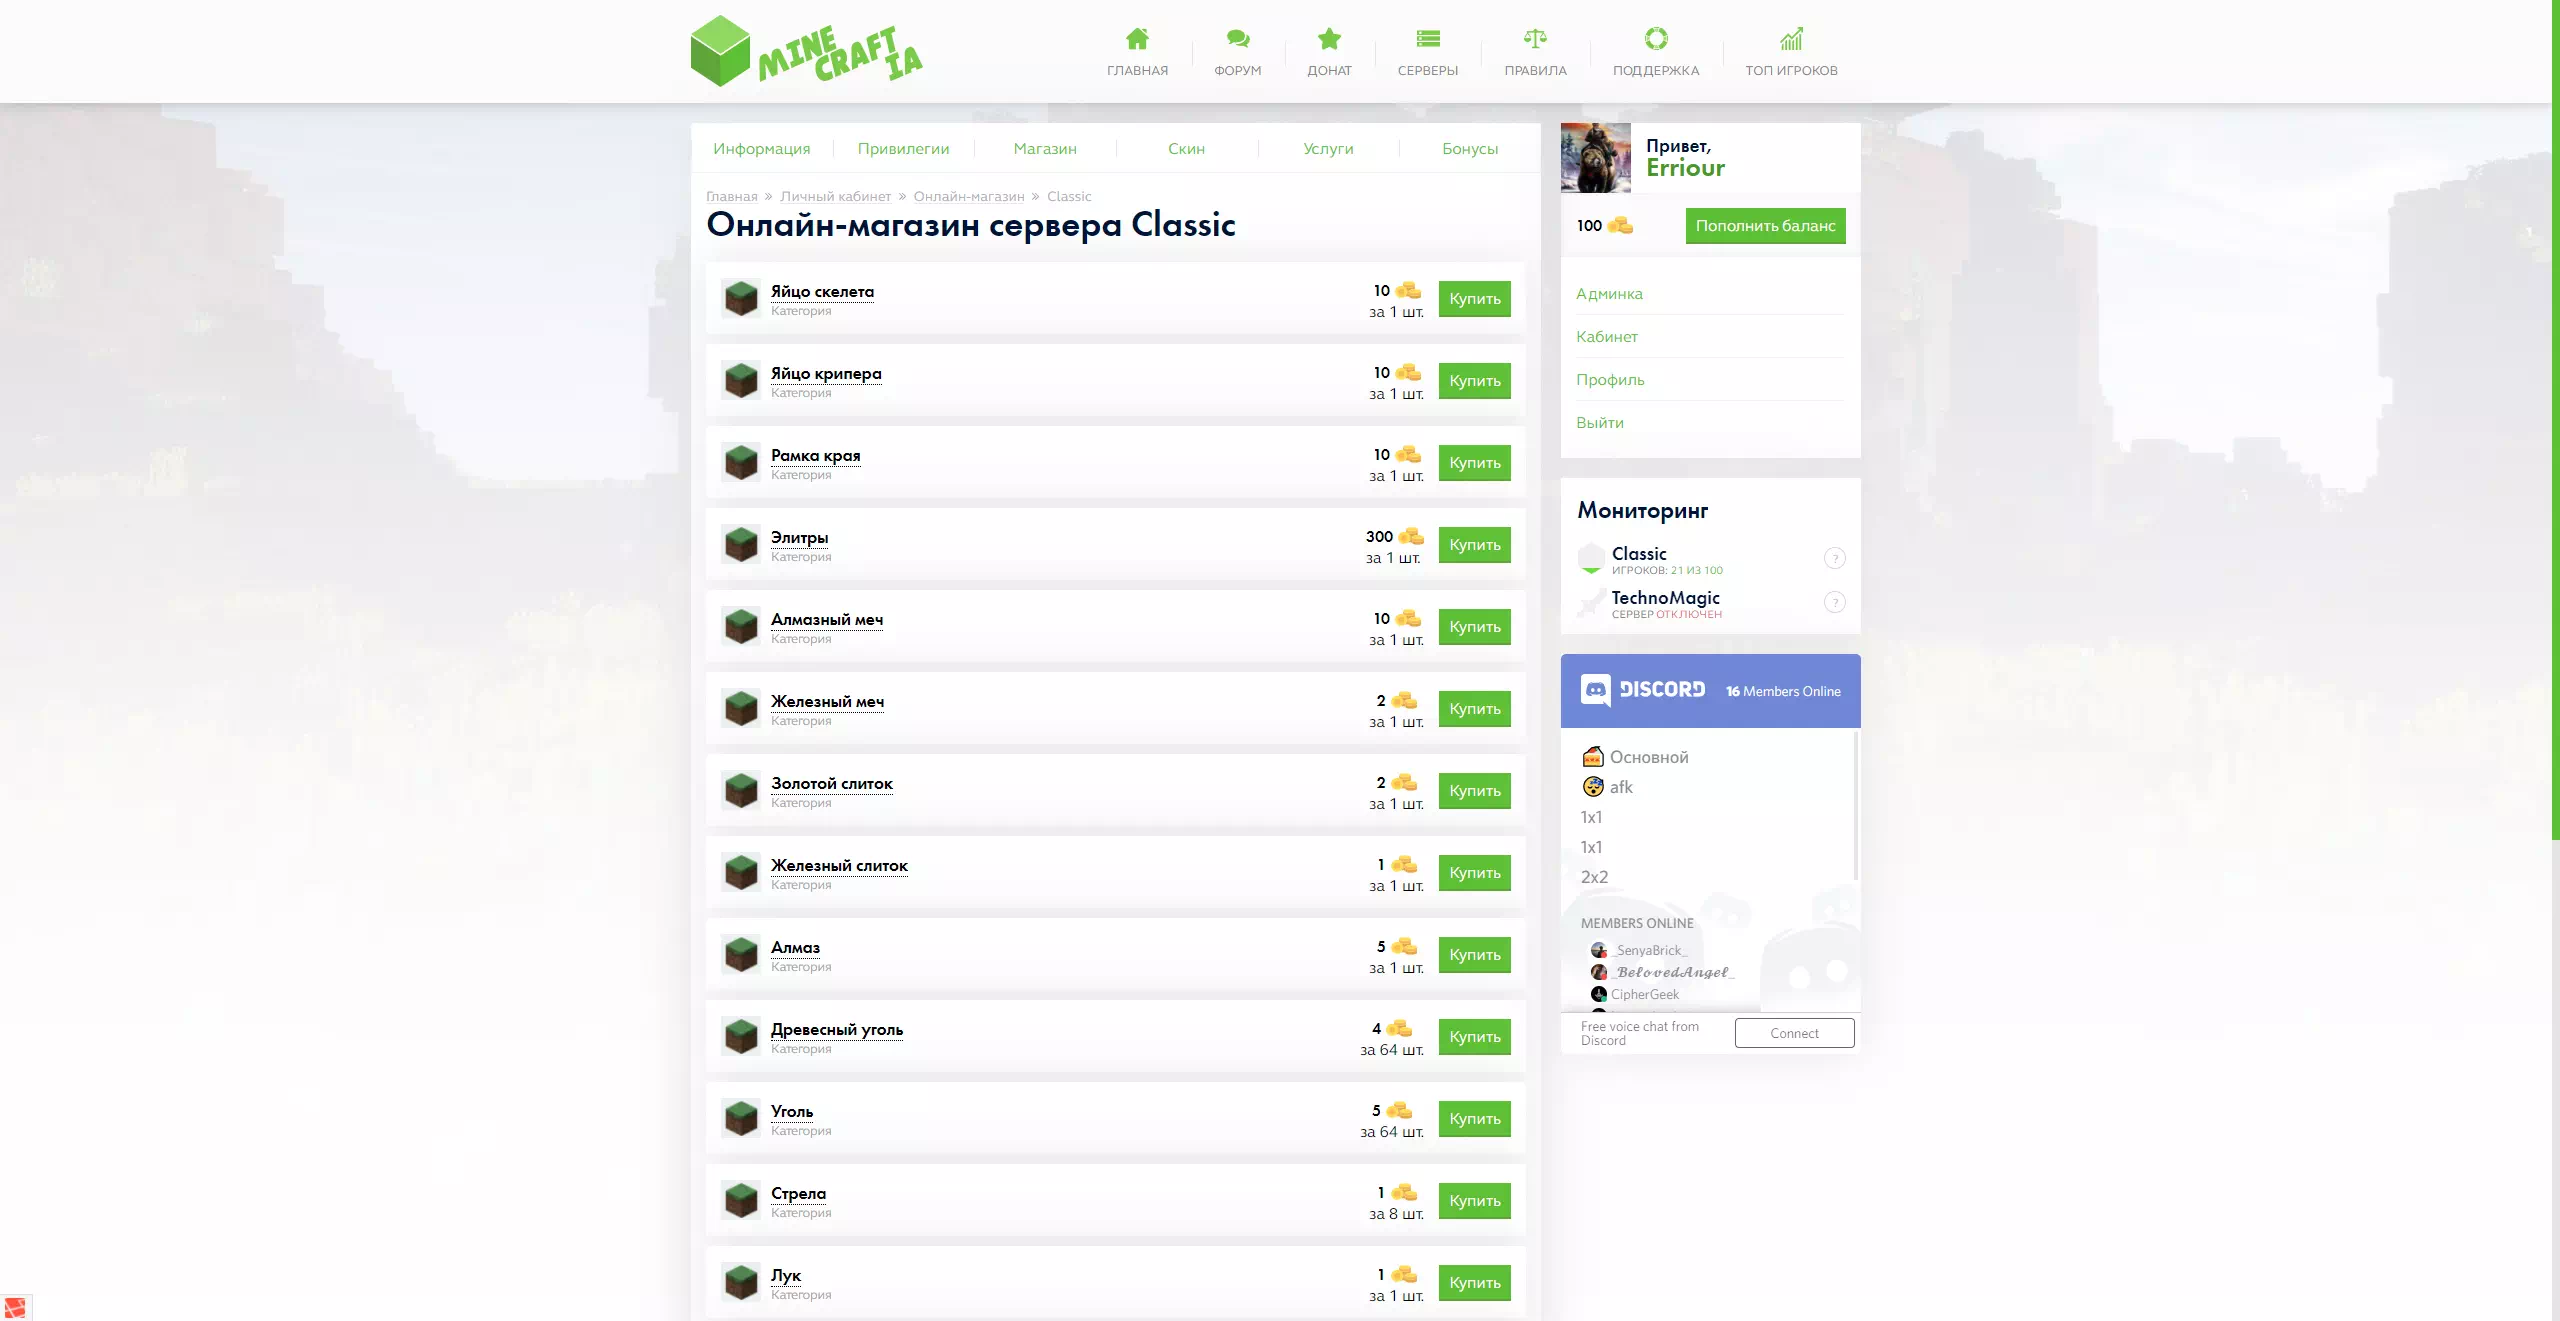 MINE
CRAFT
IA
ГЛАВНАЯ
ФОРУМ
ДОНАТ
СЕРВЕРЫ
ПРАВИЛА
ПОДДЕРЖКА
ТОП ИГРОКОВ
Информация
Привилегии
Магазин
Скин
Услуги
Бонусы
Главная » Личный кабинет » Онлайн-магазин » Classic
Онлайн-магазин сервера Classic
Яйцо скелета
Категория
10
за 1 шт.
Купить
Яйцо крипера
Категория
10
за 1 шт.
Купить
Рамка края
Категория
10
за 1 шт.
Купить
Элитры
Категория
300
за 1 шт.
Купить
Алмазный меч
Категория
10
за 1 шт.
Купить
Железный меч
Категория
2
за 1 шт.
Купить
Золотой слиток
Категория
2
за 1 шт.
Купить
Железный слиток
Категория
1
за 1 шт.
Купить
Алмаз
Категория
5
за 1 шт.
Купить
Древесный уголь
Категория
4
за 64 шт.
Купить
Уголь
Категория
5
за 64 шт.
Купить
Стрела
Категория
1
за 8 шт.
Купить
Лук
Категория
1
за 1 шт.
Купить
Привет,
Erriour
100
Пополнить баланс
Админка
Кабинет
Профиль
Выйти
Мониторинг
Classic
ИГРОКОВ: 21 ИЗ 100
?
TechnoMagic
СЕРВЕР ОТКЛЮЧЕН
?
DISCORD
16 Members Online
Основной
afk
1x1
1x1
2x2
MEMBERS ONLINE
_SenyaBrick_
_𝓑𝓮𝓵𝓸𝓿𝓮𝓭𝓐𝓷𝓰𝓮𝓵_
CipherGeek
Free voice chat from
Discord
Connect